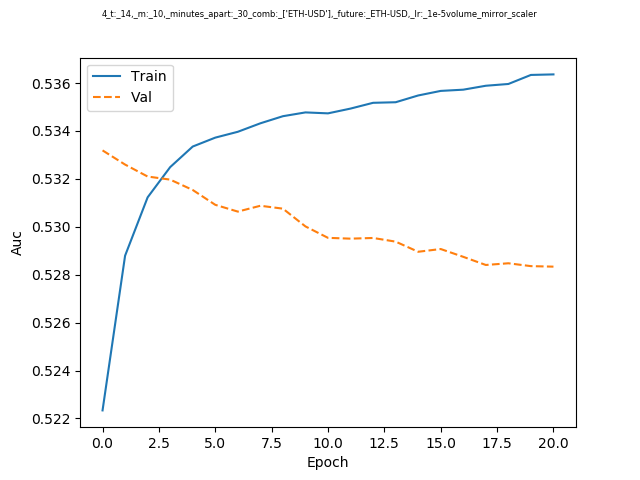 4_t:_14,_m:_10,_minutes_apart:_30_comb:_['ETH-USD'],_future:_ETH-USD,_lr:_1e-5volume_mirror_scaler
Train
Val
0.536
0.534
0.532
0.530
0.528
0.526
0.524
0.522
Auc
0.0 2.5 5.0 7.5 10.0 12.5 15.0 17.5 20.0
Epoch